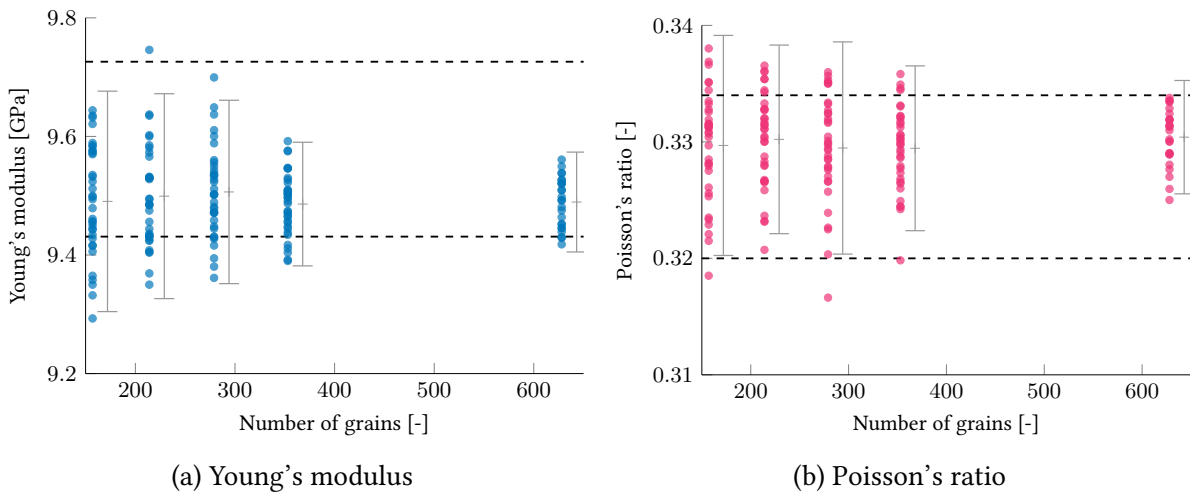 9.8
9.6
9.4
9.2
Young's modulus [GPa]
200 300 400 500 600
Number of grains [-]
(a) Young's modulus
0.34
0.33
0.32
0.31
Poisson's ratio [-]
200 300 400 500 600
Number of grains [-]
(b) Poisson's ratio